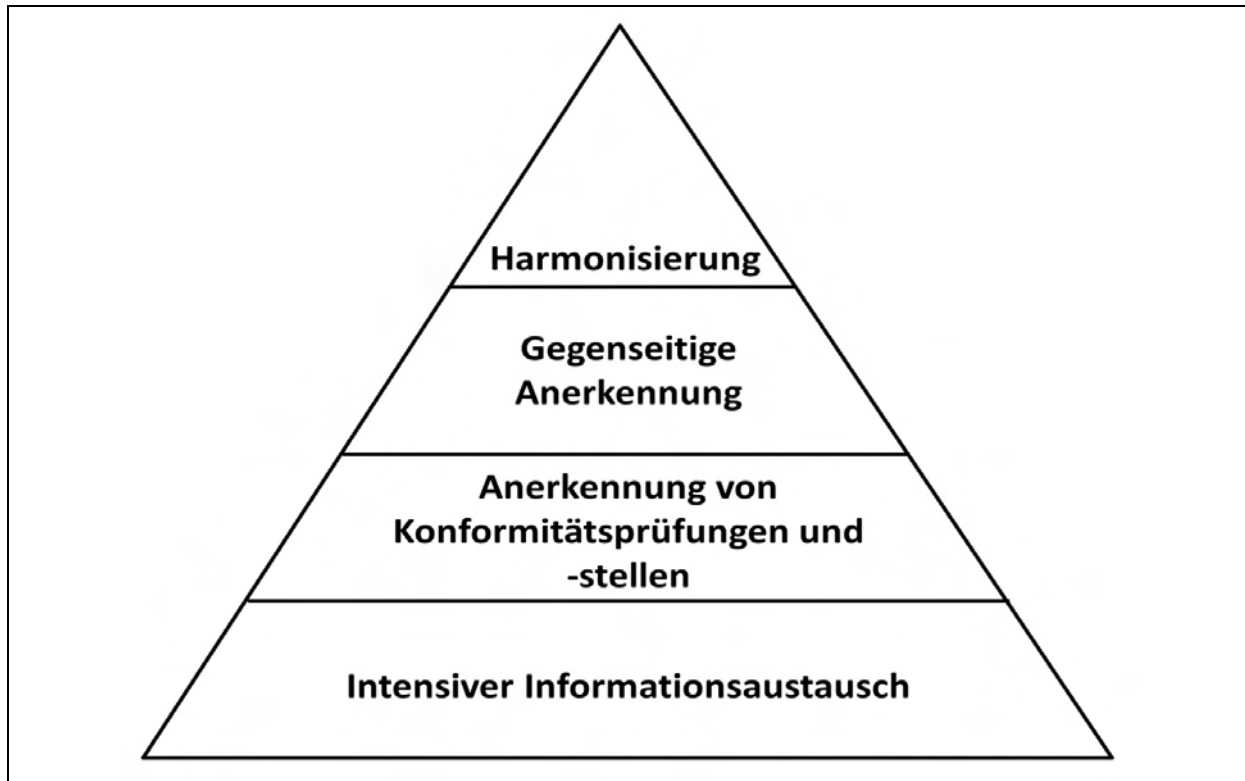 Harmonisierung
Gegenseitige
Anerkennung
Anerkennung von
Konformitätsprüfungen und
-stellen
Intensiver Informationsaustausch